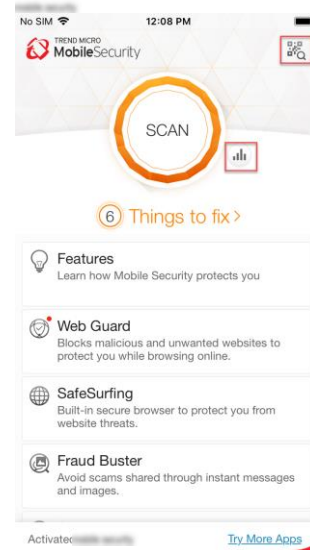 No SIM 12:08 PM
TREND MICRO
MobileSecurity
SCAN
6 Things to fix >
Features
Learn how Mobile Security protects you
Web Guard
Blocks malicious and unwanted websites to
protect you while browsing online.
SafeSurfing
Built-in secure browser to protect you from
website threats.
Fraud Buster
Avoid scams shared through instant messages
and images.
Activated Try More Apps